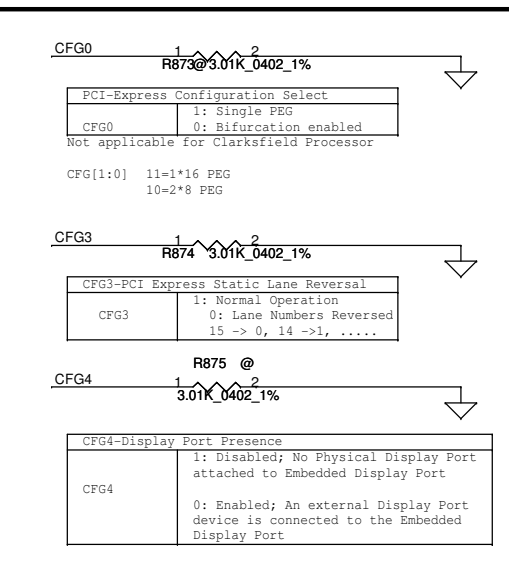 CFG0
1 2
R873@3.01K_0402_1%
PCI-Express Configuration Select
1: Single PEG
CFG0 0: Bifurcation enabled
Not applicable for Clarksfield Processor
CFG[1:0] 11=1*16 PEG
10=2*8 PEG
CFG3
1 2
R874 3.01K_0402_1%
CFG3-PCI Express Static Lane Reversal
1: Normal Operation
CFG3 0: Lane Numbers Reversed
15 -> 0, 14 ->1, .....
R875 @
CFG4
1 2
3.01K_0402_1%
CFG4-Display Port Presence
1: Disabled; No Physical Display Port
attached to Embedded Display Port
CFG4
0: Enabled; An external Display Port
device is connected to the Embedded
Display Port